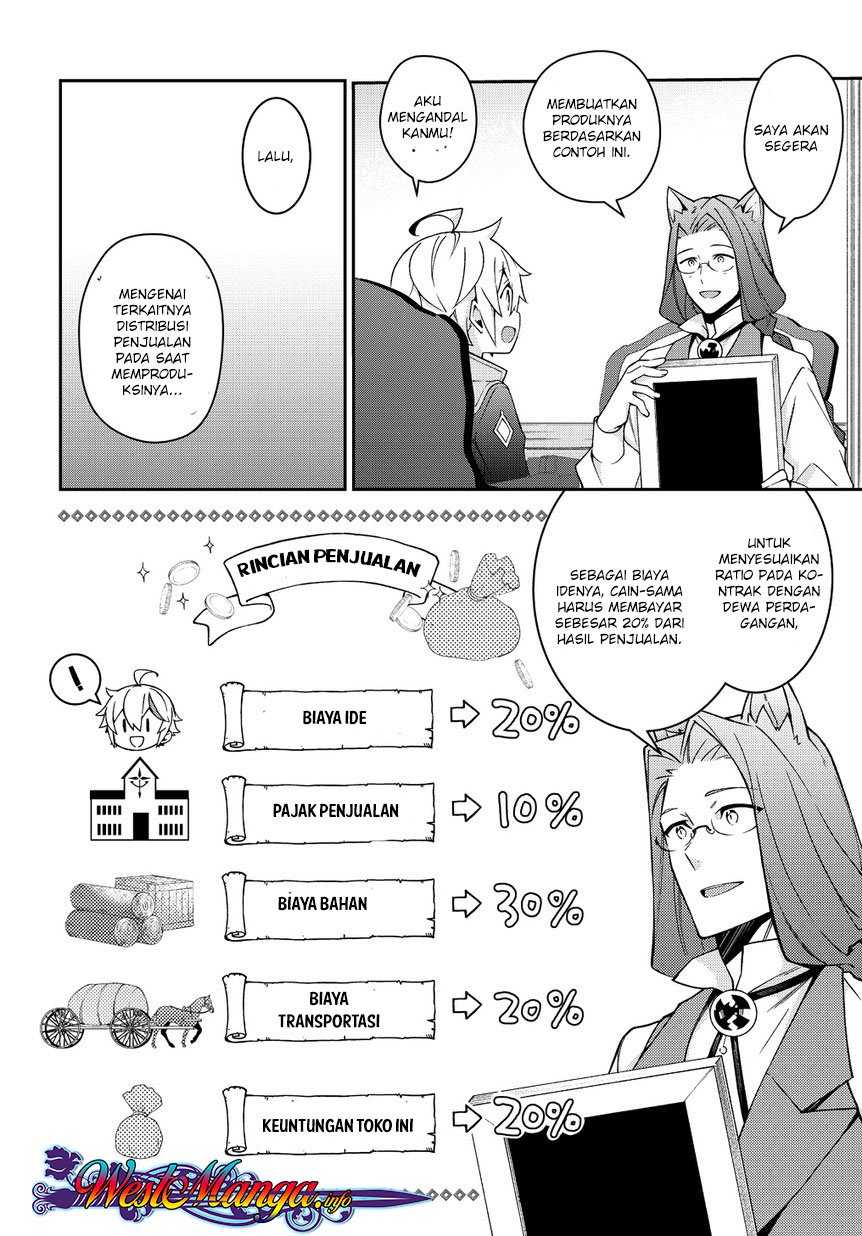 SAYA AKAN
SEGERA
MEMBUATKAN
PRODUKNYA
BERDASARKAN
CONTOH INI.
AKU
MENGANDAL
KANMU!
LALU,
MENGENAI
TERKAITNYA
DISTRIBUSI
PENJUALAN
PADA SAAT
MEMPRODU-
KSINYA...
UNTUK
MENYESUAIKAN
RATIO PADA KO-
NTRAK DENGAN
DEWA PERDA-
GANGAN,
SEBAGAI BIAYA
IDENYA, CAIN-SAMA
HARUS MEMBAYAR
SEBESAR 20% DARI
HASIL PENJUALAN.
RINCIAN PENJUALAN
!
BIAYA IDE ⇨ 20%
PAJAK PENJUALAN ⇨ 10%
BIAYA BAHAN ⇨ 30%
BIAYA
TRANSPORTASI ⇨ 20%
KEUNTUNGAN TOKO INI ⇨ 20%
WestManga.info